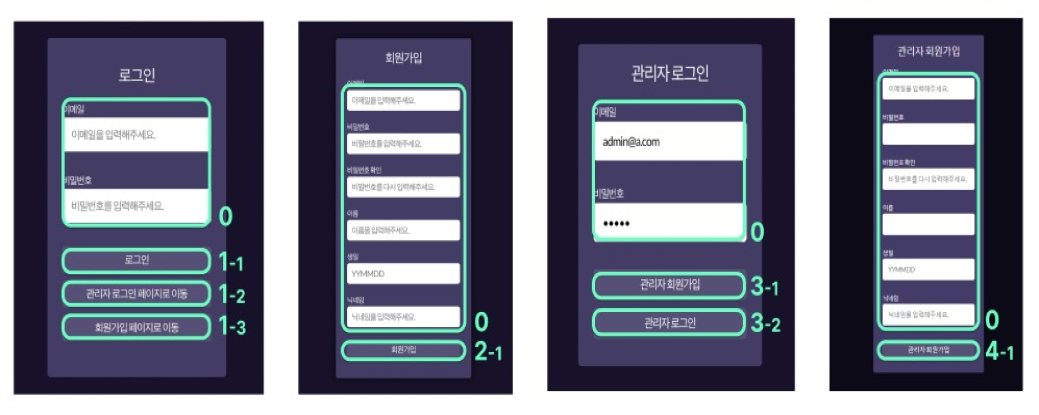 로그인
이메일
이메일을 입력해주세요.
비밀번호
비밀번호를 입력해주세요.
0
로그인
1-1
관리자 로그인 페이지로 이동
1-2
회원가입 페이지로 이동
1-3
회원가입
이메일
이메일을 입력해주세요.
비밀번호
비밀번호를 입력해주세요.
비밀번호 확인
비밀번호를 다시 입력해주세요.
이름
이름을 입력해주세요.
생일
YYMMDD
닉네임
닉네임을 입력해주세요.
0
회원가입
2-1
관리자 로그인
이메일
admin@a.com
비밀번호
•••••
0
관리자 회원가입
3-1
관리자 로그인
3-2
관리자 회원가입
이메일
이메일을 입력해주세요.
비밀번호
비밀번호 확인
비밀번호를 다시 입력해주세요.
이름
생일
YYMMDD
닉네임
닉네임을 입력해주세요.
0
관리자 회원가입
4-1